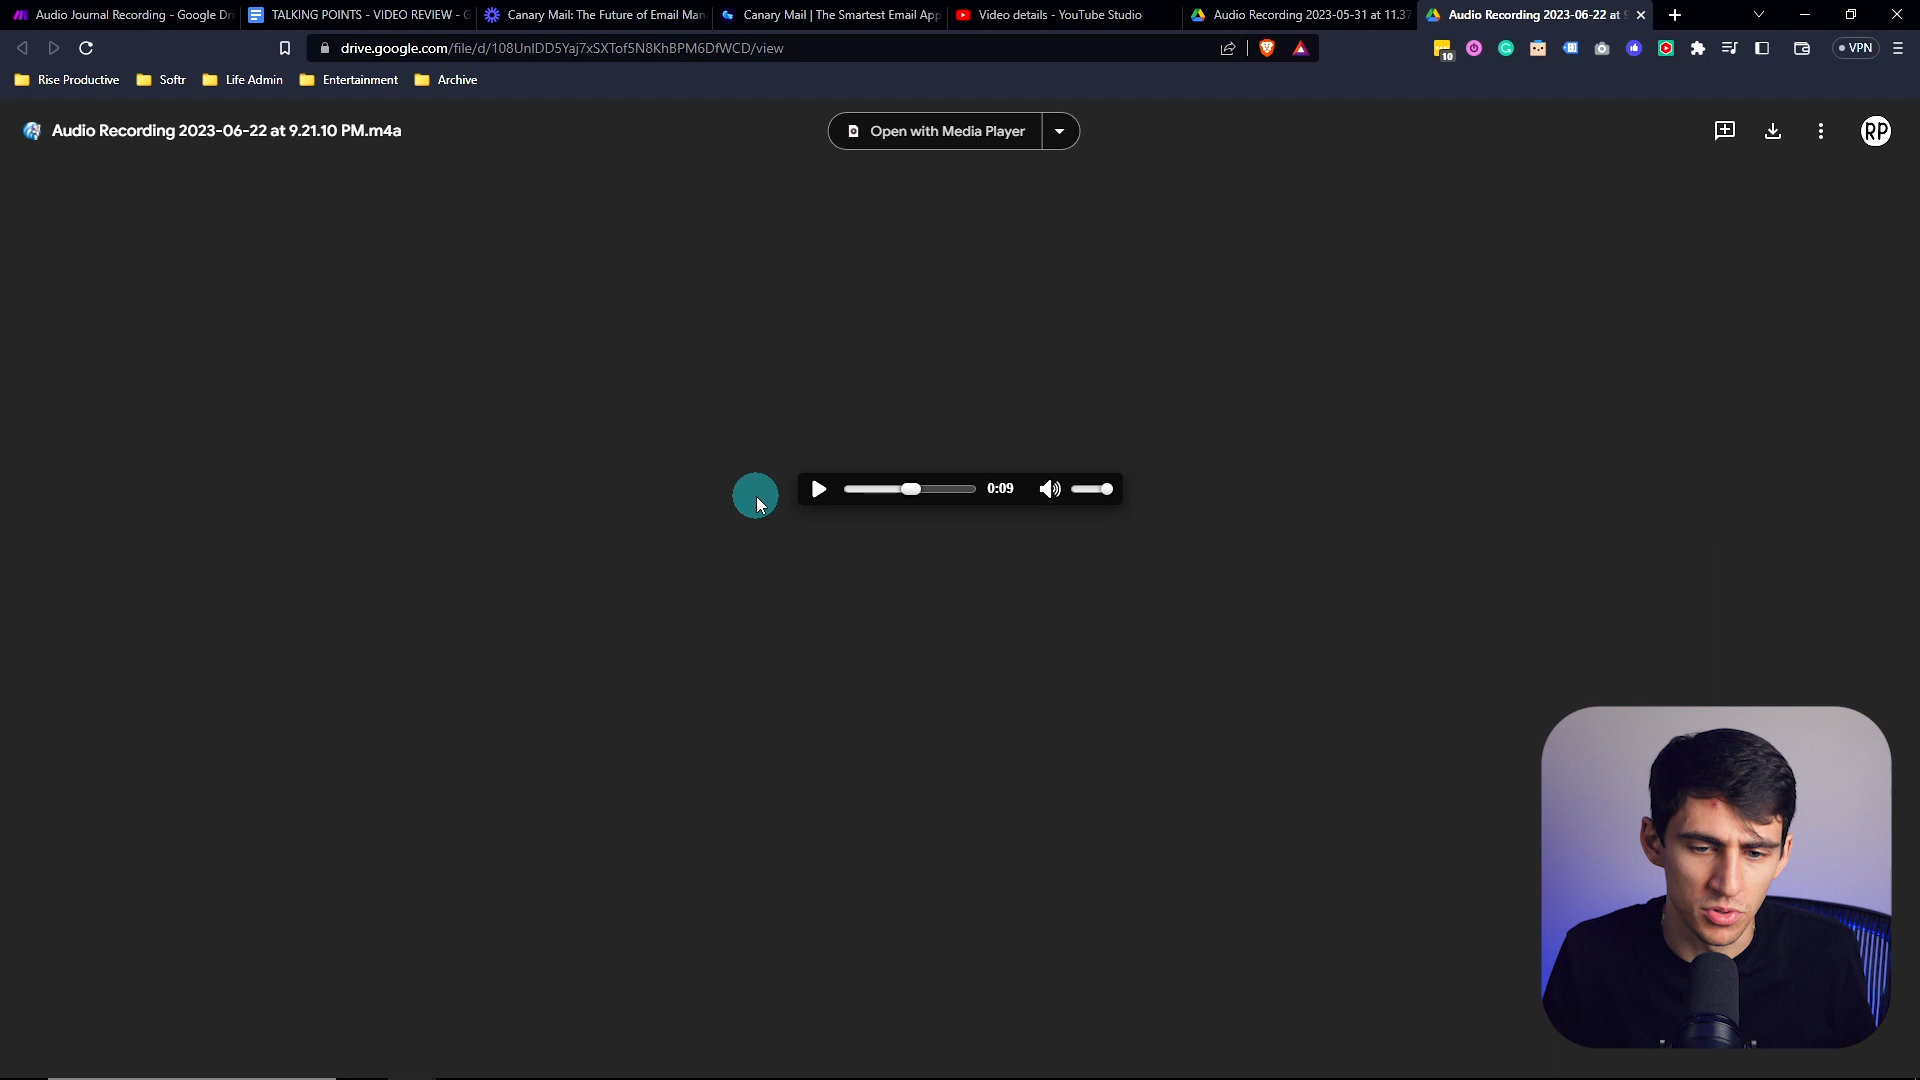 Audio Journal Recording - Google Dri
TALKING POINTS - VIDEO REVIEW - G
Canary Mail: The Future of Email Man
Canary Mail | The Smartest Email App
Video details - YouTube Studio
Audio Recording 2023-05-31 at 11.37
Audio Recording 2023-06-22 at 9
drive.google.com/file/d/108UnIDD5Yaj7xSXTof5N8KhBPM6DfWCD/view
10
VPN
Rise Productive
Softr
Life Admin
Entertainment
Archive
Audio Recording 2023-06-22 at 9.21.10 PM.m4a
Open with Media Player
RP
0:09